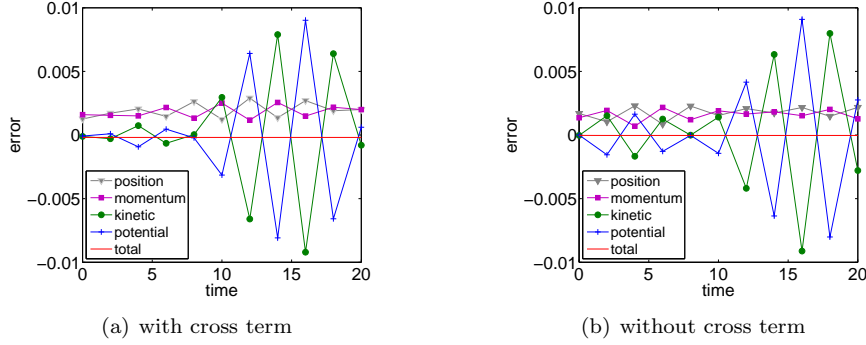 0.01
0.005
0
−0.005
−0.01
error
position
momentum
kinetic
potential
total
0 5 10 15 20
time
(a) with cross term
0.01
0.005
0
−0.005
−0.01
error
position
momentum
kinetic
potential
total
0 5 10 15 20
time
(b) without cross term